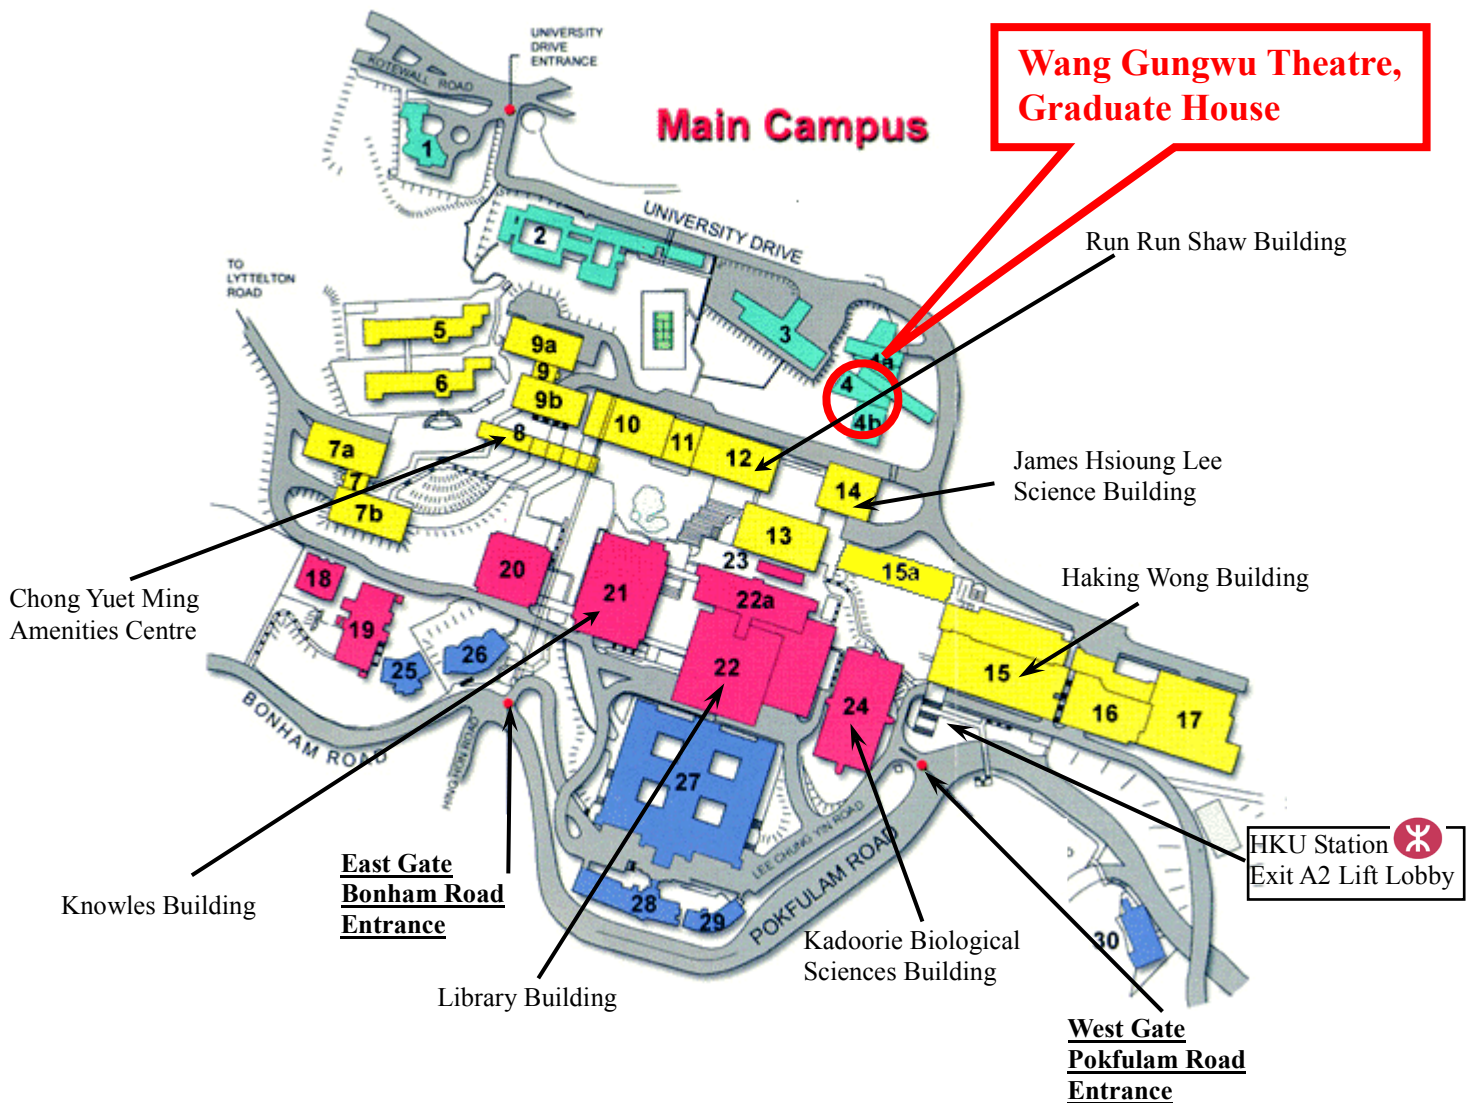 UNIVERSITY
DRIVE
ENTRANCE
KOTEWALL ROAD
Main Campus
Wang Gungwu Theatre,
Graduate House
1
UNIVERSITY DRIVE
2
Run Run Shaw Building
TO
LYTTELTON
ROAD
3
5
9a
4a
6
9
4
9b
4b
10
8
11
7a
12
James Hsioung Lee
Science Building
14
7
7b
13
23
15a
18
20
21
22a
Haking Wong Building
Chong Yuet Ming
Amenities Centre
19
26
25
22
15
24
16
17
BONHAM ROAD
HING HON ROAD
27
LEE CHUNG YIN ROAD
POKFULAM ROAD
HKU Station
Exit A2 Lift Lobby
East Gate
Bonham Road
Entrance
Knowles Building
28
29
30
Kadoorie Biological
Sciences Building
Library Building
West Gate
Pokfulam Road
Entrance